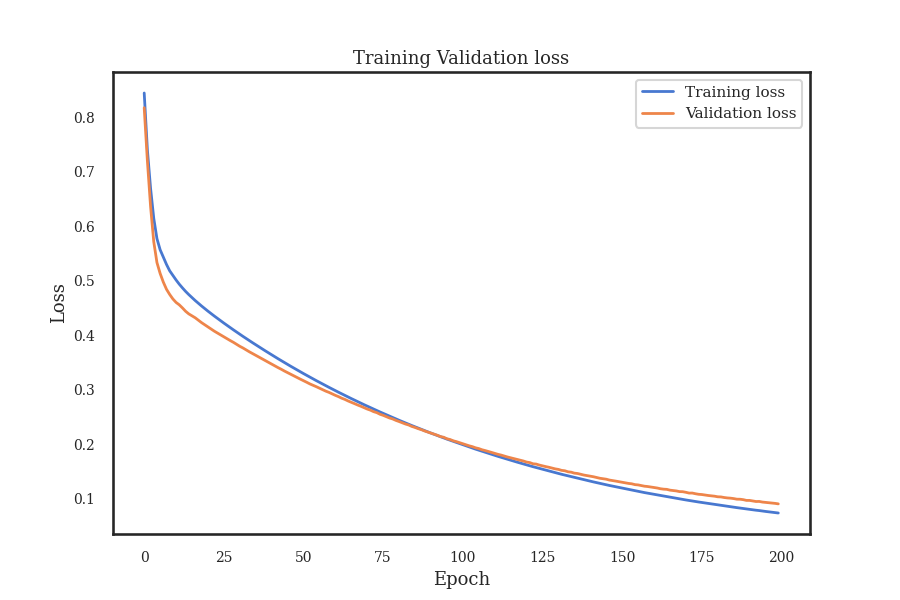 Training Validation loss
Training loss
Validation loss
0.8
0.7
0.6
0.5
0.4
0.3
0.2
0.1
Loss
0 25 50 75 100 125 150 175 200
Epoch